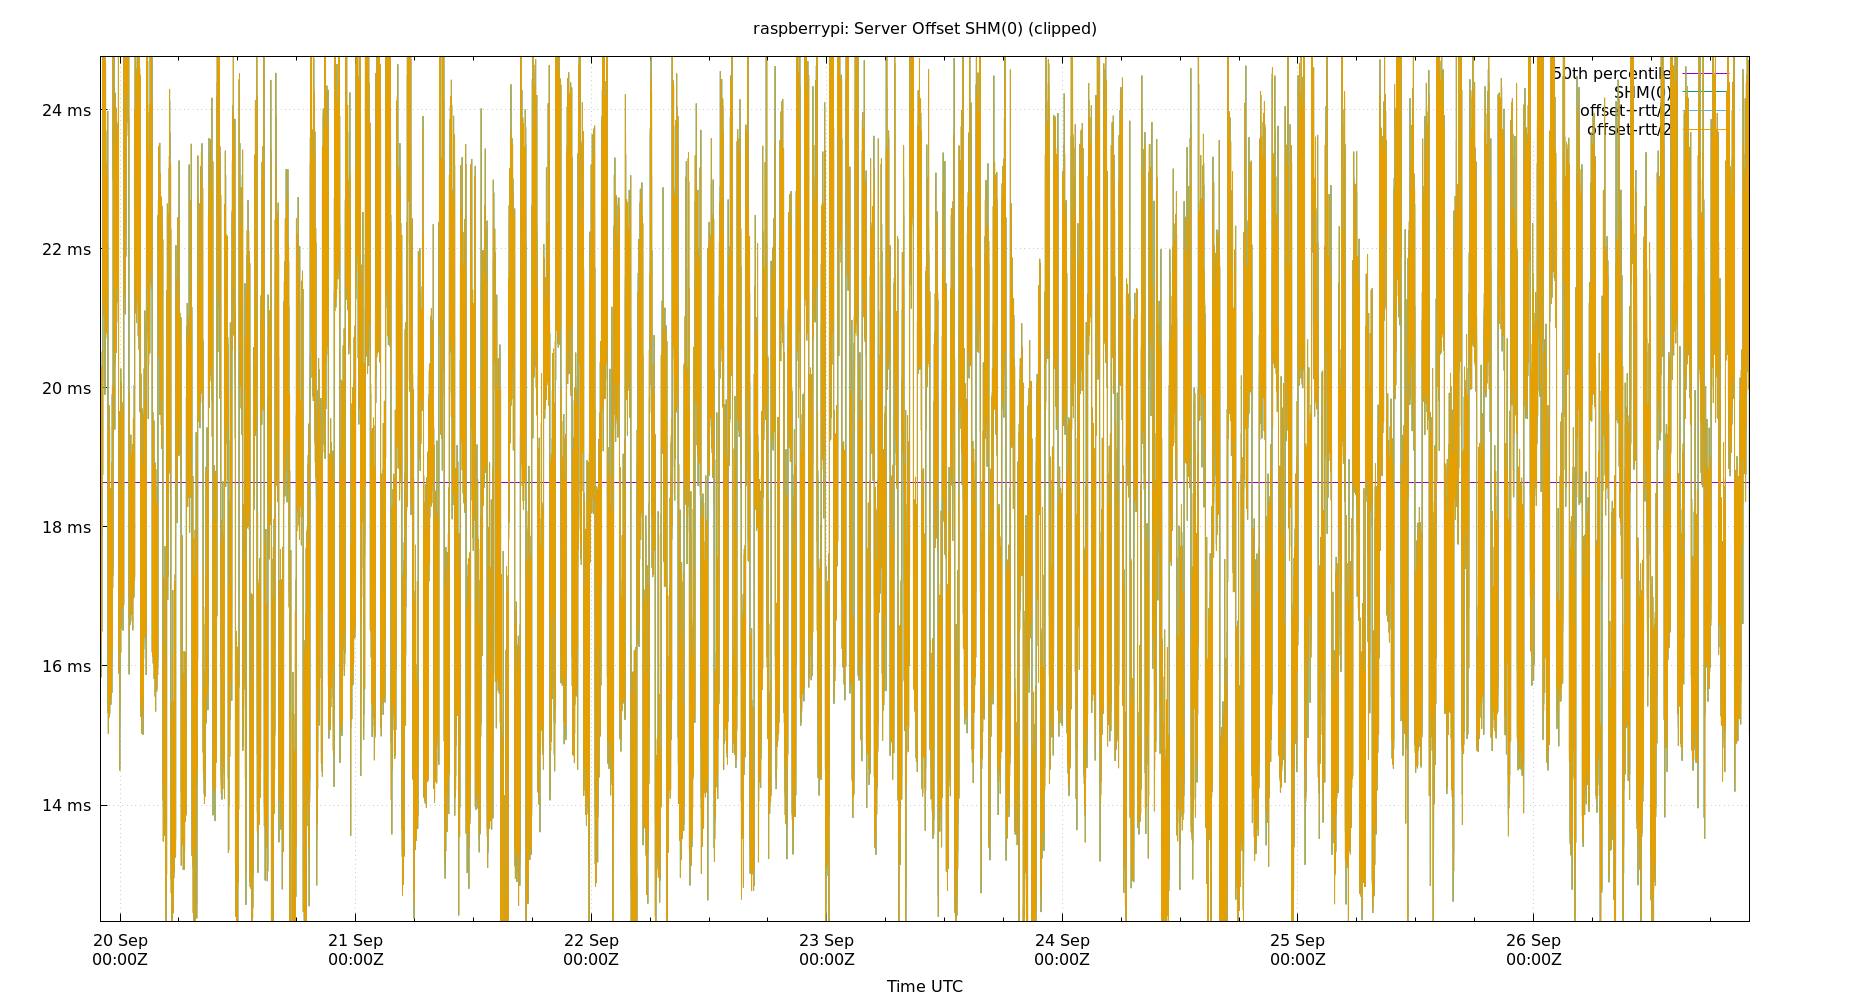 raspberrypi: Server Offset SHM(0) (clipped)
50th percentile
SHM(0)
offset+rtt/2
offset-rtt/2
24 ms
22 ms
20 ms
18 ms
16 ms
14 ms
20 Sep 21 Sep 22 Sep 23 Sep 24 Sep 25 Sep 26 Sep
00:00Z 00:00Z 00:00Z 00:00Z 00:00Z 00:00Z 00:00Z
Time UTC